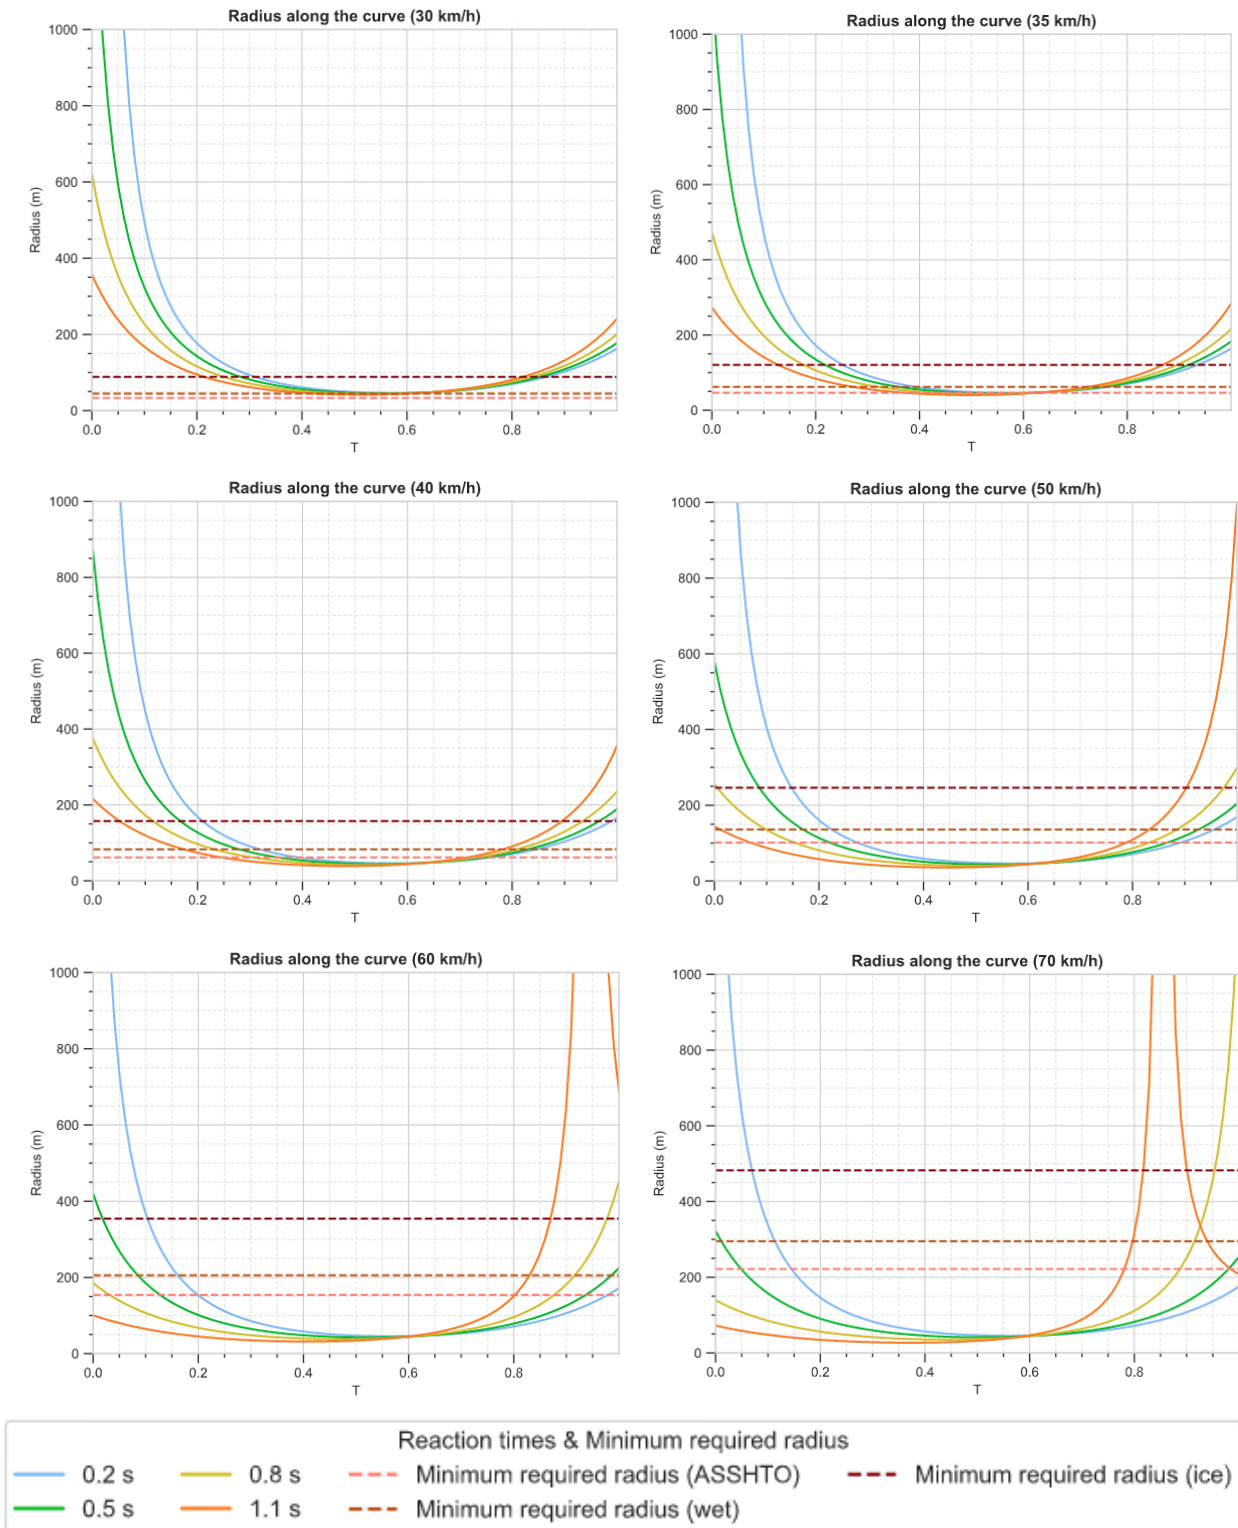 Radius along the curve (30 km/h)
1000
800
600
400
200
0
Radius (m)
0.0 0.2 0.4 0.6 0.8
T
Radius along the curve (35 km/h)
1000
800
600
400
200
0
Radius (m)
0.0 0.2 0.4 0.6 0.8
T
Radius along the curve (40 km/h)
1000
800
600
400
200
0
Radius (m)
0.0 0.2 0.4 0.6 0.8
T
Radius along the curve (50 km/h)
1000
800
600
400
200
0
Radius (m)
0.0 0.2 0.4 0.6 0.8
T
Radius along the curve (60 km/h)
1000
800
600
400
200
0
Radius (m)
0.0 0.2 0.4 0.6 0.8
T
Radius along the curve (70 km/h)
1000
800
600
400
200
0
Radius (m)
0.0 0.2 0.4 0.6 0.8
T
Reaction times & Minimum required radius
0.2 s 0.8 s Minimum required radius (ASSHTO) Minimum required radius (ice)
0.5 s 1.1 s Minimum required radius (wet)